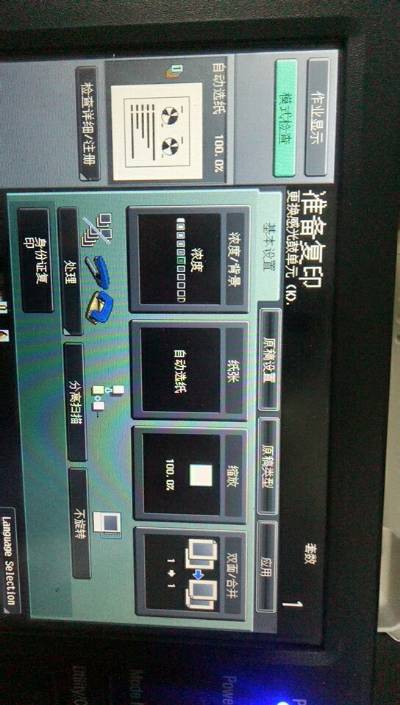 准备复印
更换感光鼓单元 (K).
套数
1
作业显示
模式检查
自动选纸 100.0%
检查详细/注册
基本设置
原稿设置
原稿类型
应用
浓度/背景
纸张
缩放
双面/合并
浓度
自动选纸
100.0%
1 ➡ 1
处理
分离扫描
不旋转
身份证复印
Language Selection
Utility/C
Mode M
Power
P